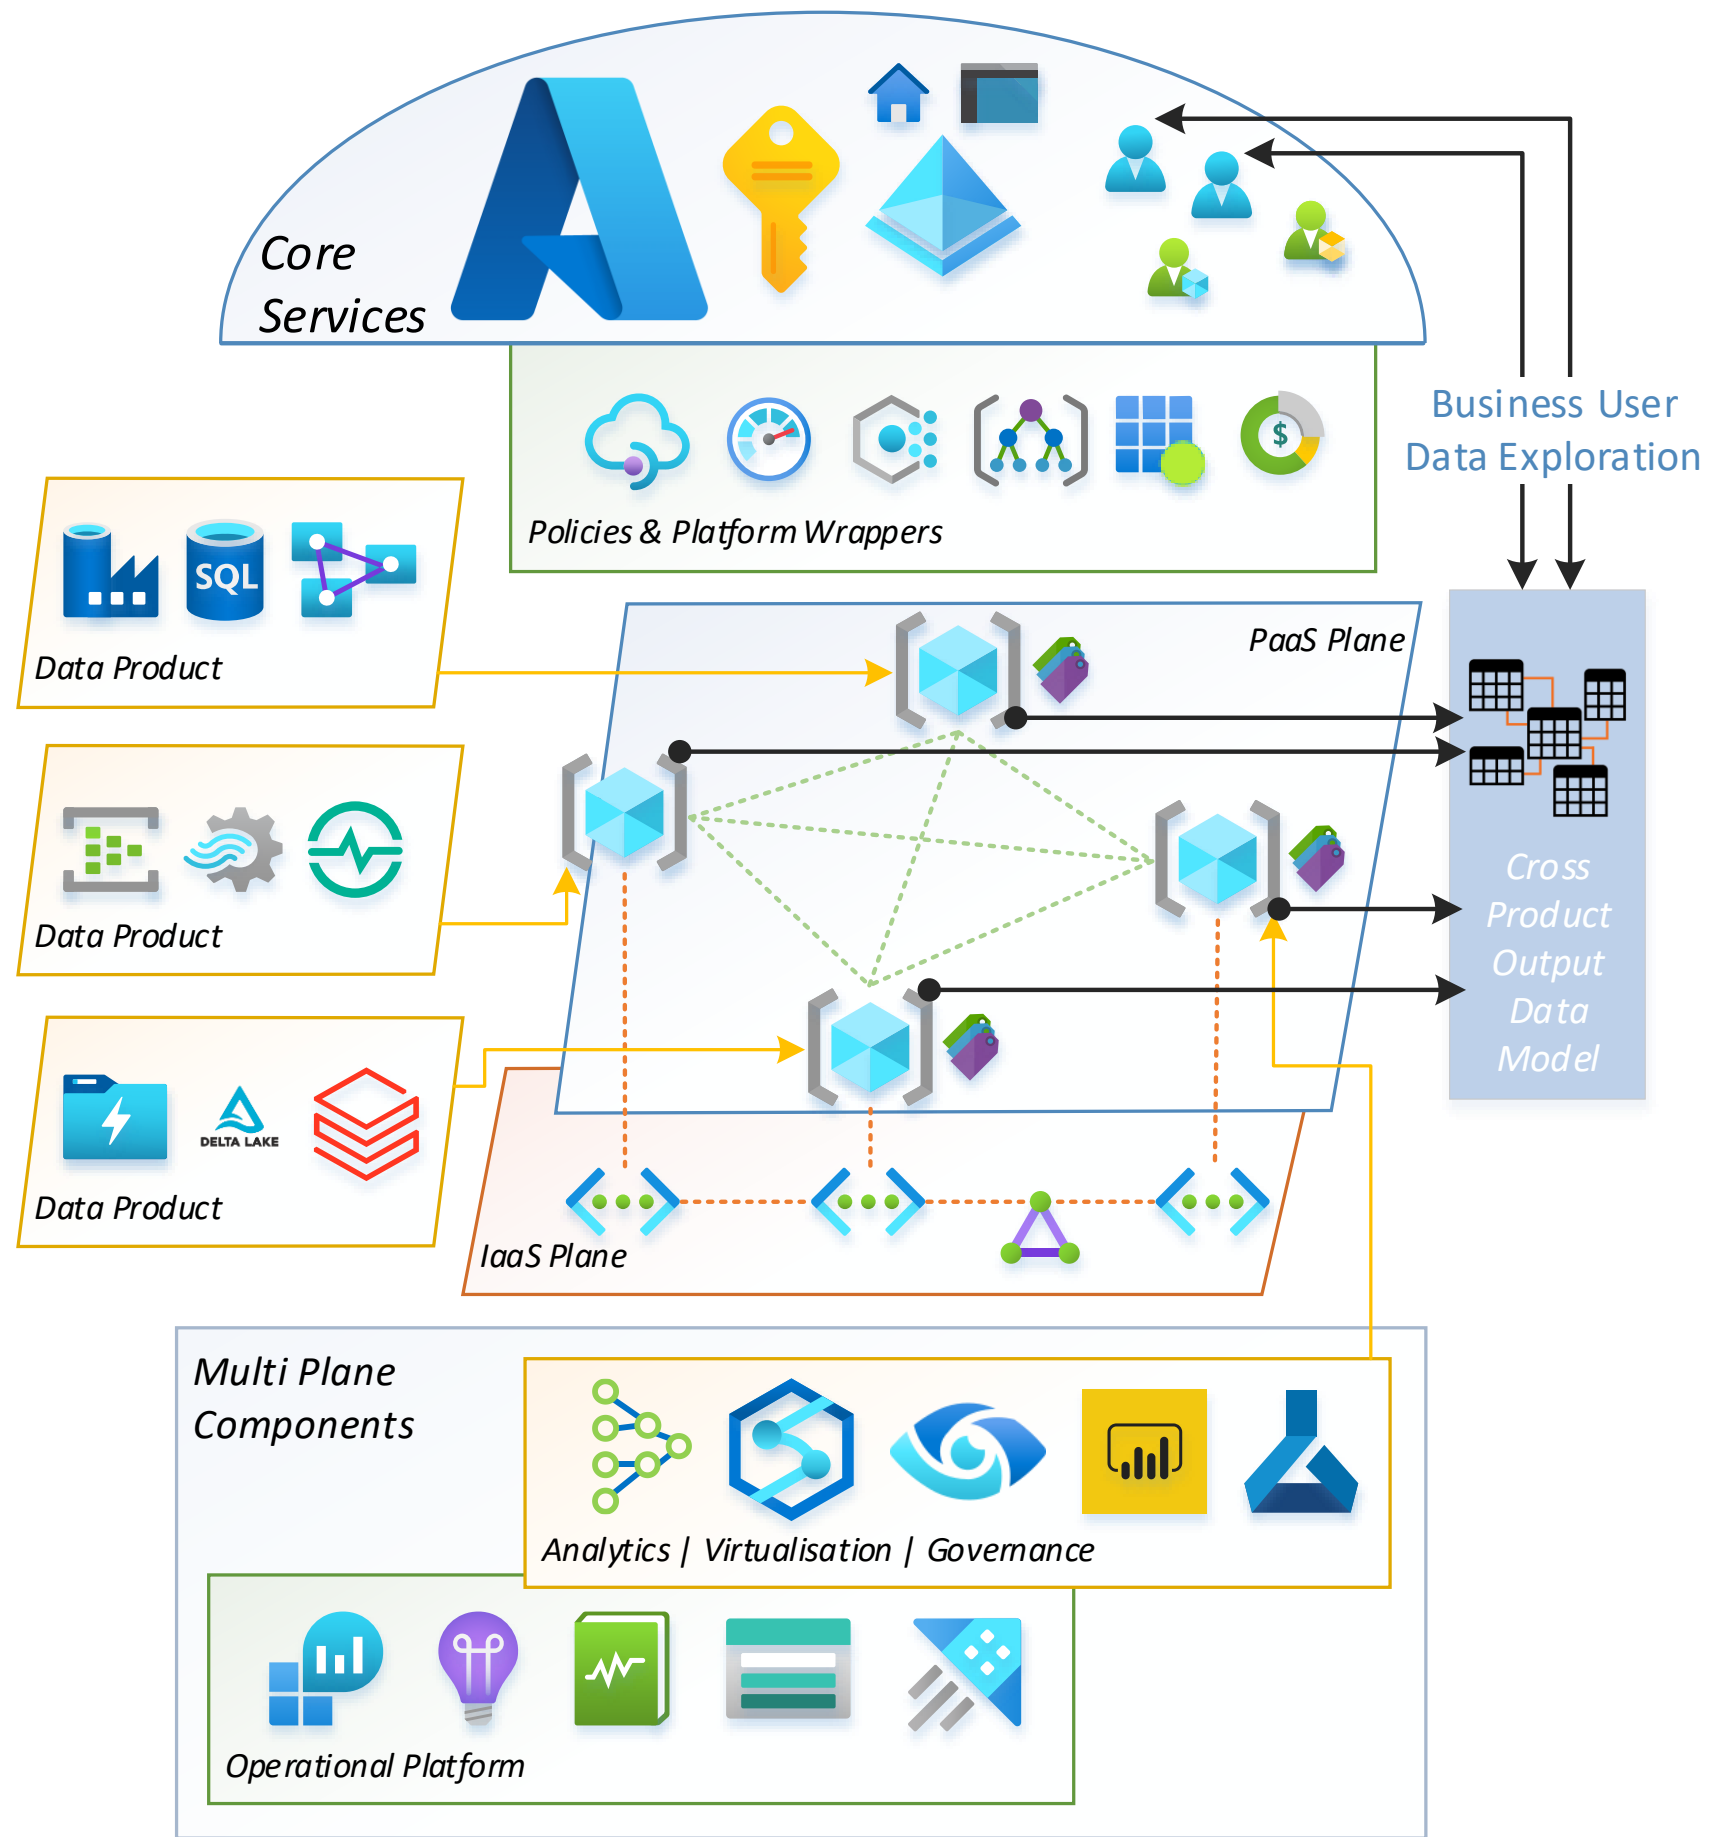 Core
Services
$
Policies & Platform Wrappers
Business User
Data Exploration
SQL
Data Product
PaaS Plane
Data Product
Cross
Product
Output
Data
Model
DELTA LAKE
Data Product
IaaS Plane
Multi Plane
Components
Analytics | Virtualisation | Governance
Operational Platform